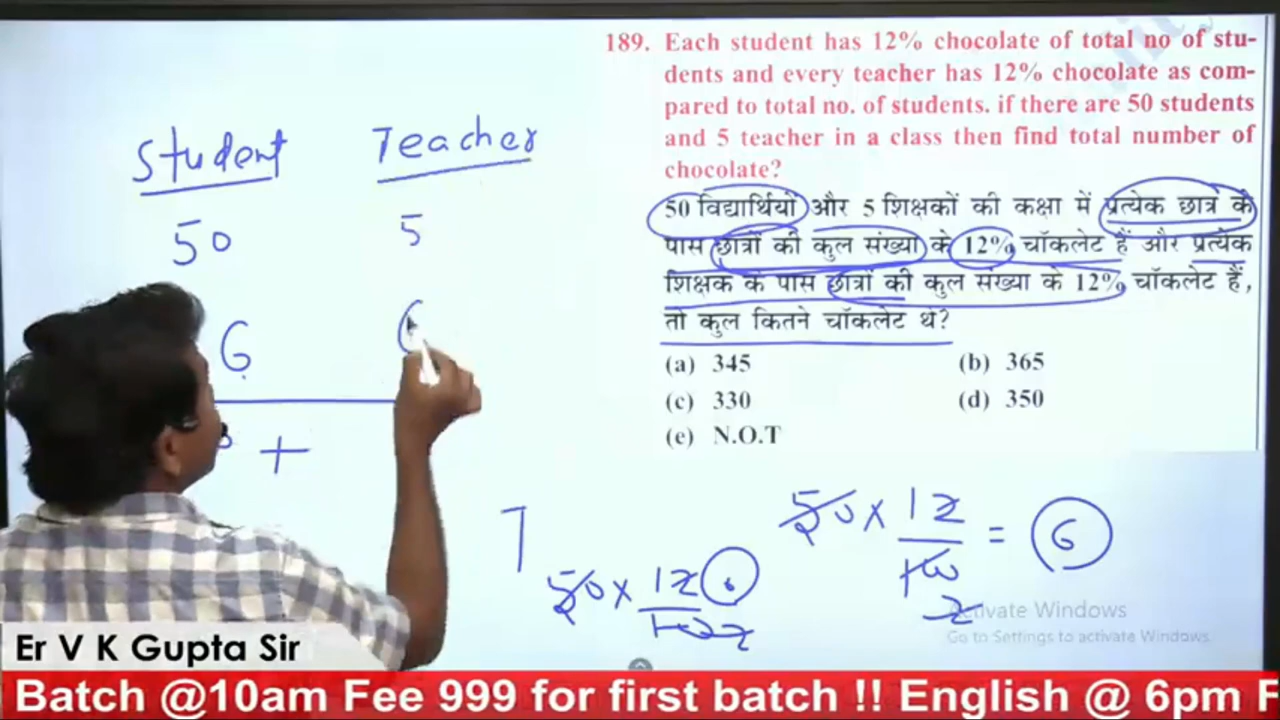 189. Each student has 12% chocolate of total no of stu-
dents and every teacher has 12% chocolate as com-
pared to total no. of students. if there are 50 students
and 5 teacher in a class then find total number of
chocolate?
50 विद्यार्थियों और 5 शिक्षकों की कक्षा में प्रत्येक छात्र के
पास छात्रों की कुल संख्या के 12% चॉकलेट हैं और प्रत्येक
शिक्षक के पास छात्रों की कुल संख्या के 12% चॉकलेट हैं,
तो कुल कितने चॉकलेट थे?
(a) 345 (b) 365
(c) 330 (d) 350
(e) N.O.T
Student Teacher
50 5
6 6
+
50 × 12/100 = 6
50 × 12/100
Activate Windows
Go to Settings to activate Windows.
Er V K Gupta Sir
Batch @10am Fee 999 for first batch !! English @ 6pm F